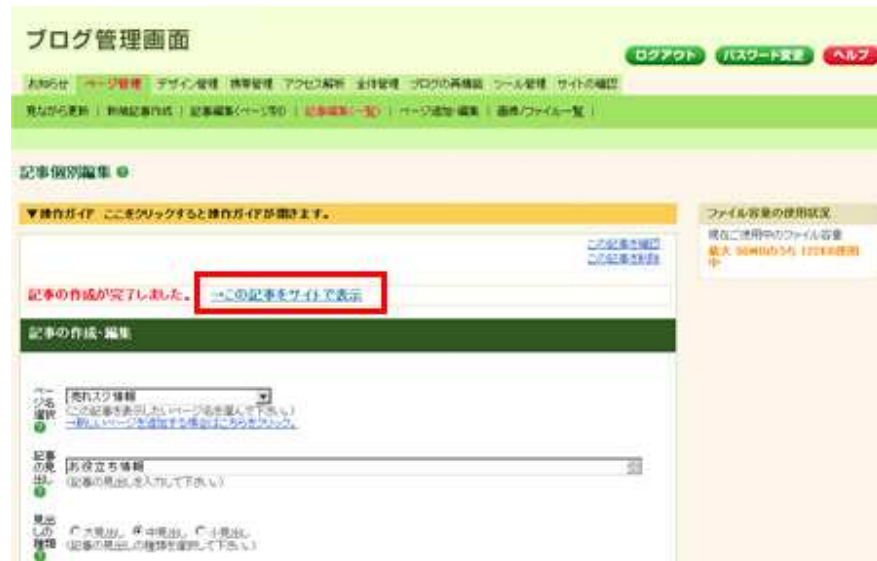 ブログ管理画面
ログアウト パスワード変更 ヘルプ
お知らせ ページ管理 デザイン管理 携帯管理 アクセス解析 全体管理 ブログの再構築 ツール管理 サイトの確認
見ながら更新 | 新規記事作成 | 記事編集(ページ別) | 記事編集(一覧) | ページ追加・編集 | 画像/ファイル一覧 |
記事個別編集
▼操作ガイド ここをクリックすると操作ガイドが開きます。
ファイル容量の使用状況
現在ご使用中のファイル容量
この記事を確認
この記事を削除
最大 50MBのうち 使用
中
記事の作成が完了しました。 →この記事をサイトで表示
記事の作成・編集
ページ名選択
売れスク情報
(この記事を表示したいページ名を選んで下さい。)
→新しいページを追加する場合はこちらをクリック。
記事の見出し
お役立ち情報
(記事の見出しを入力して下さい。)
見出しの種類
大見出し 中見出し 小見出し
(記事の見出しの種類を選択して下さい。)